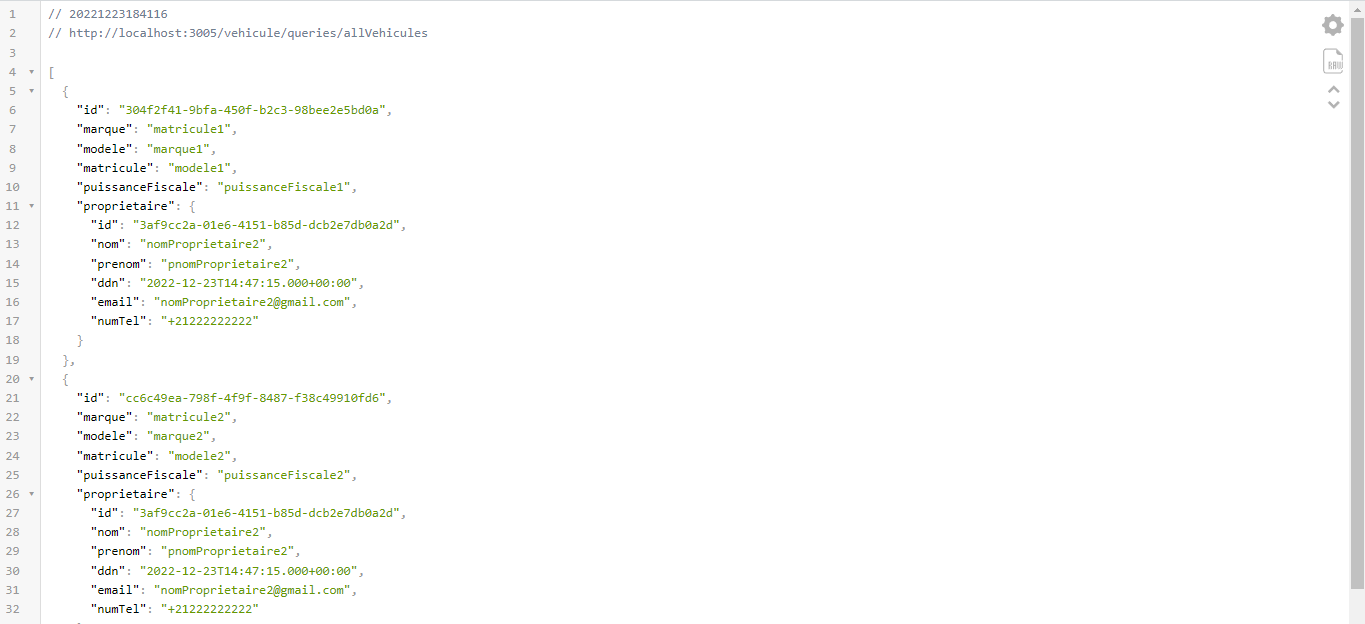 1 // 20221223184116
2 // http://localhost:3005/vehicule/queries/allVehicules
3
4 [
5 {
6 "id": "304f2f41-9bfa-450f-b2c3-98bee2e5bd0a",
7 "marque": "matricule1",
8 "modele": "marque1",
9 "matricule": "modele1",
10 "puissanceFiscale": "puissanceFiscale1",
11 "proprietaire": {
12 "id": "3af9cc2a-01e6-4151-b85d-dcb2e7db0a2d",
13 "nom": "nomProprietaire2",
14 "prenom": "pnomProprietaire2",
15 "ddn": "2022-12-23T14:47:15.000+00:00",
16 "email": "nomProprietaire2@gmail.com",
17 "numTel": "+21222222222"
18 }
19 },
20 {
21 "id": "cc6c49ea-798f-4f9f-8487-f38c49910fd6",
22 "marque": "matricule2",
23 "modele": "marque2",
24 "matricule": "modele2",
25 "puissanceFiscale": "puissanceFiscale2",
26 "proprietaire": {
27 "id": "3af9cc2a-01e6-4151-b85d-dcb2e7db0a2d",
28 "nom": "nomProprietaire2",
29 "prenom": "pnomProprietaire2",
30 "ddn": "2022-12-23T14:47:15.000+00:00",
31 "email": "nomProprietaire2@gmail.com",
32 "numTel": "+21222222222"
RAW